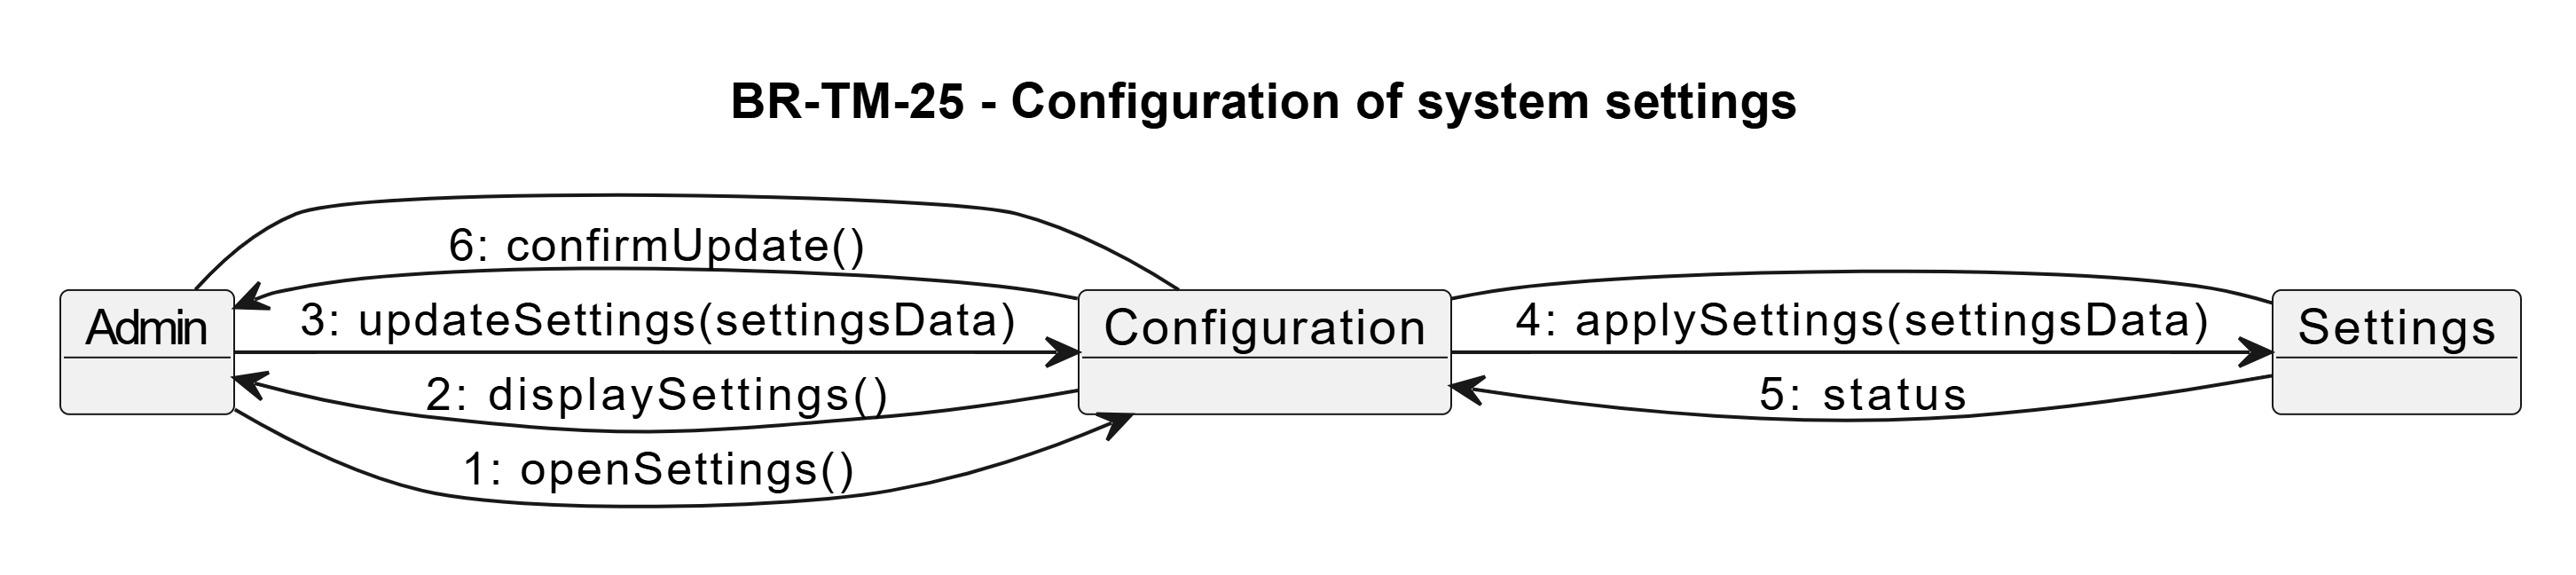 BR-TM-25 - Configuration of system settings
6: confirmUpdate()
Admin
3: updateSettings(settingsData)
Configuration
4: applySettings(settingsData)
Settings
2: displaySettings()
5: status
1: openSettings()